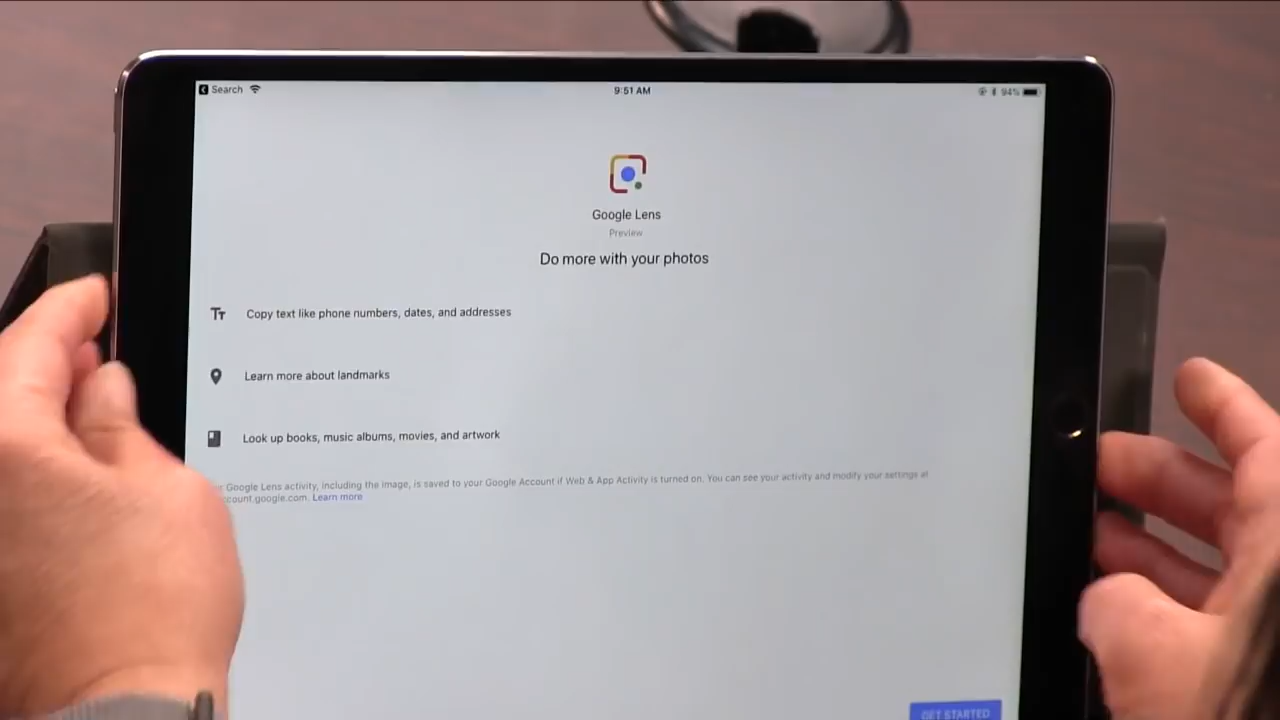 Search
9:51 AM
94%
Google Lens
Preview
Do more with your photos
Copy text like phone numbers, dates, and addresses
Learn more about landmarks
Look up books, music albums, movies, and artwork
Google Lens activity, including the image, is saved to your Google Account if Web & App Activity is turned on. You can see your activity and modify your settings at
count.google.com. Learn more
GET STARTED